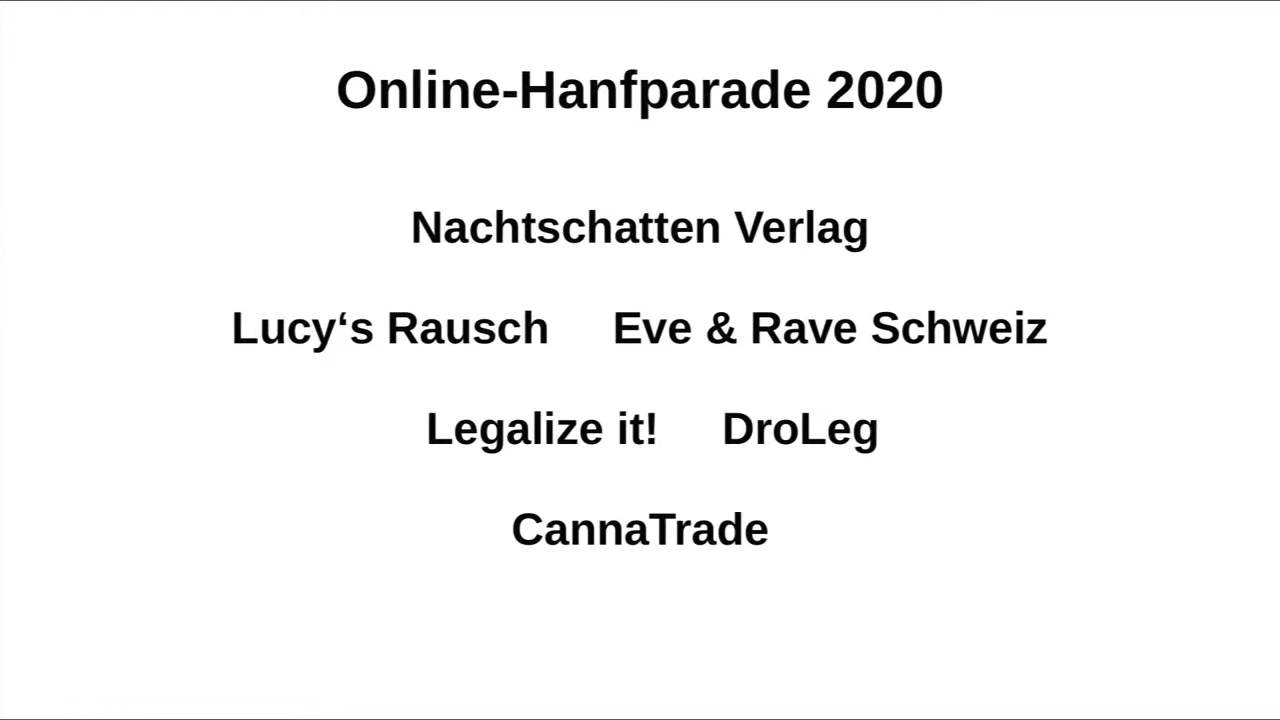 Online-Hanfparade 2020
Nachtschatten Verlag
Lucy‘s Rausch Eve & Rave Schweiz
Legalize it! DroLeg
CannaTrade